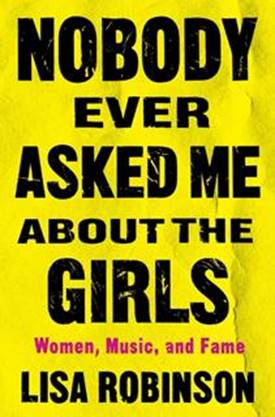 NOBODY
EVER
ASKED ME
ABOUT THE
GIRLS
Women, Music, and Fame
LISA ROBINSON